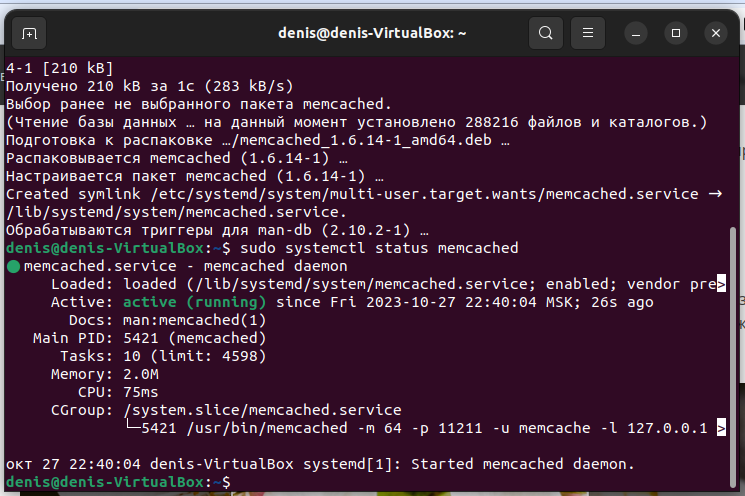 denis@denis-VirtualBox: ~
4-1 [210 kB]
Получено 210 kB за 1с (283 kB/s)
Выбор ранее не выбранного пакета memcached.
(Чтение базы данных … на данный момент установлено 288216 файлов и каталогов.)
Подготовка к распаковке …/memcached_1.6.14-1_amd64.deb …
Распаковывается memcached (1.6.14-1) …
Настраивается пакет memcached (1.6.14-1) …
Created symlink /etc/systemd/system/multi-user.target.wants/memcached.service →
/lib/systemd/system/memcached.service.
Обрабатываются триггеры для man-db (2.10.2-1) …
denis@denis-VirtualBox:~$ sudo systemctl status memcached
● memcached.service - memcached daemon
Loaded: loaded (/lib/systemd/system/memcached.service; enabled; vendor pre>
Active: active (running) since Fri 2023-10-27 22:40:04 MSK; 26s ago
Docs: man:memcached(1)
Main PID: 5421 (memcached)
Tasks: 10 (limit: 4598)
Memory: 2.0M
CPU: 75ms
CGroup: /system.slice/memcached.service
└─5421 /usr/bin/memcached -m 64 -p 11211 -u memcache -l 127.0.0.1 >
окт 27 22:40:04 denis-VirtualBox systemd[1]: Started memcached daemon.
denis@denis-VirtualBox:~$